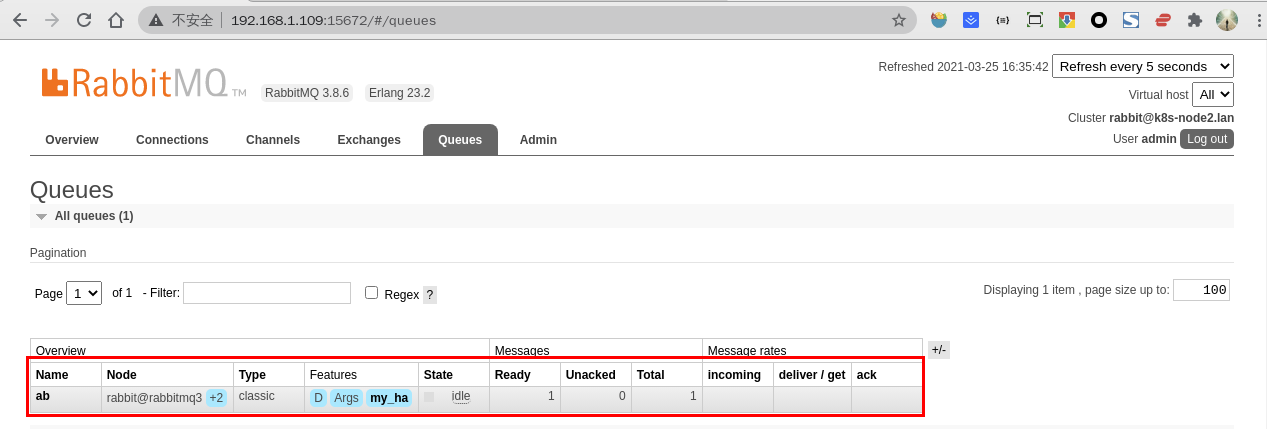 不安全 192.168.1.109:15672/#/queues
RabbitMQ TM RabbitMQ 3.8.6 Erlang 23.2
Refreshed 2021-03-25 16:35:42 Refresh every 5 seconds
Virtual host All
Cluster rabbit@k8s-node2.lan
User admin Log out
Overview Connections Channels Exchanges Queues Admin
Queues
All queues (1)
Pagination
Page 1 of 1 - Filter: Regex ? Displaying 1 item , page size up to: 100
Overview Messages Message rates +/-
Name Node Type Features State Ready Unacked Total incoming deliver / get ack
ab rabbit@rabbitmq3 +2 classic D Args my_ha idle 1 0 1